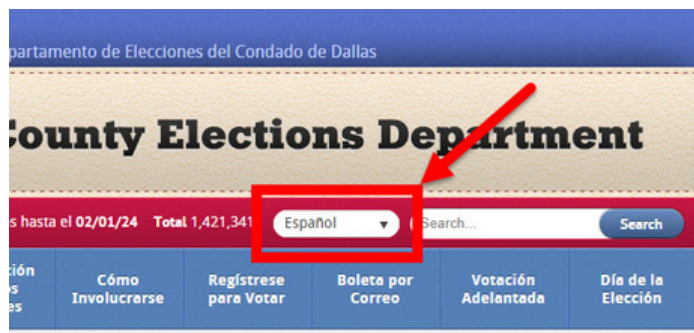 Departamento de Elecciones del Condado de Dallas
County Elections Department
hasta el 02/01/24 Total 1,421,341 Español Search... Search
Cómo Involucrarse
Regístrese para Votar
Boleta por Correo
Votación Adelantada
Día de la Elección